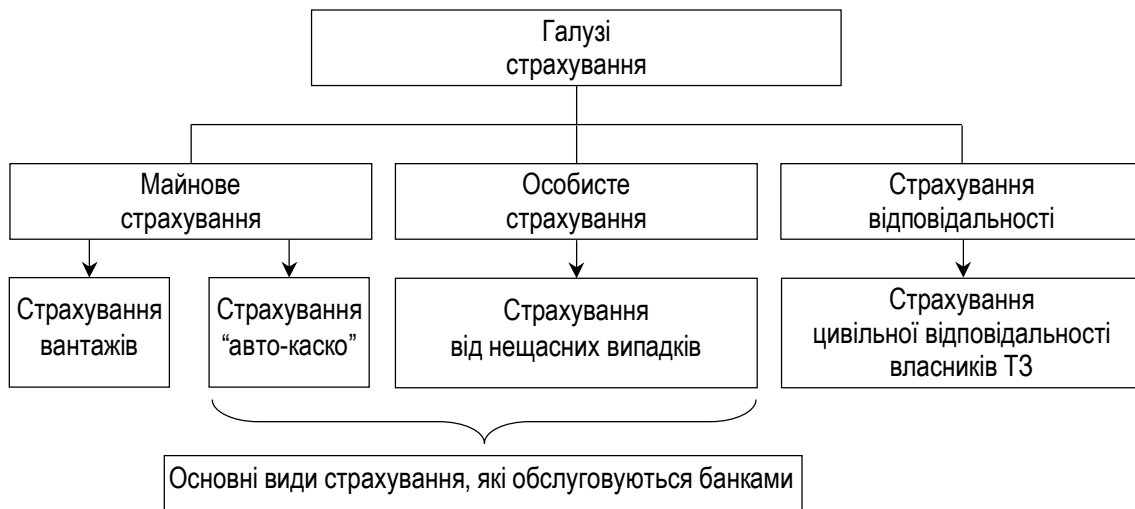 Галузі
страхування
Майнове
страхування
Особисте
страхування
Страхування
відповідальності
Страхування
вантажів
Страхування
“авто-каско”
Страхування
від нещасних випадків
Страхування
цивільної відповідальності
власників ТЗ
Основні види страхування, які обслуговуються банками